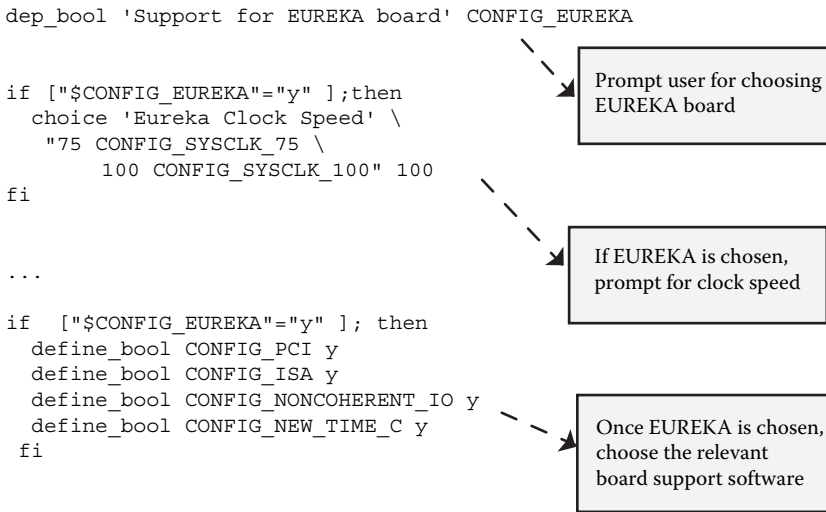 dep_bool 'Support for EUREKA board' CONFIG_EUREKA
Prompt user for choosing
EUREKA board
if ["$CONFIG_EUREKA"="y" ];then
choice 'Eureka Clock Speed' \
"75 CONFIG_SYSCLK_75 \
100 CONFIG_SYSCLK_100" 100
fi
If EUREKA is chosen,
prompt for clock speed
...
if ["$CONFIG_EUREKA"="y" ]; then
define_bool CONFIG_PCI y
define_bool CONFIG_ISA y
define_bool CONFIG_NONCOHERENT_IO y
define_bool CONFIG_NEW_TIME_C y
fi
Once EUREKA is chosen,
choose the relevant
board support software